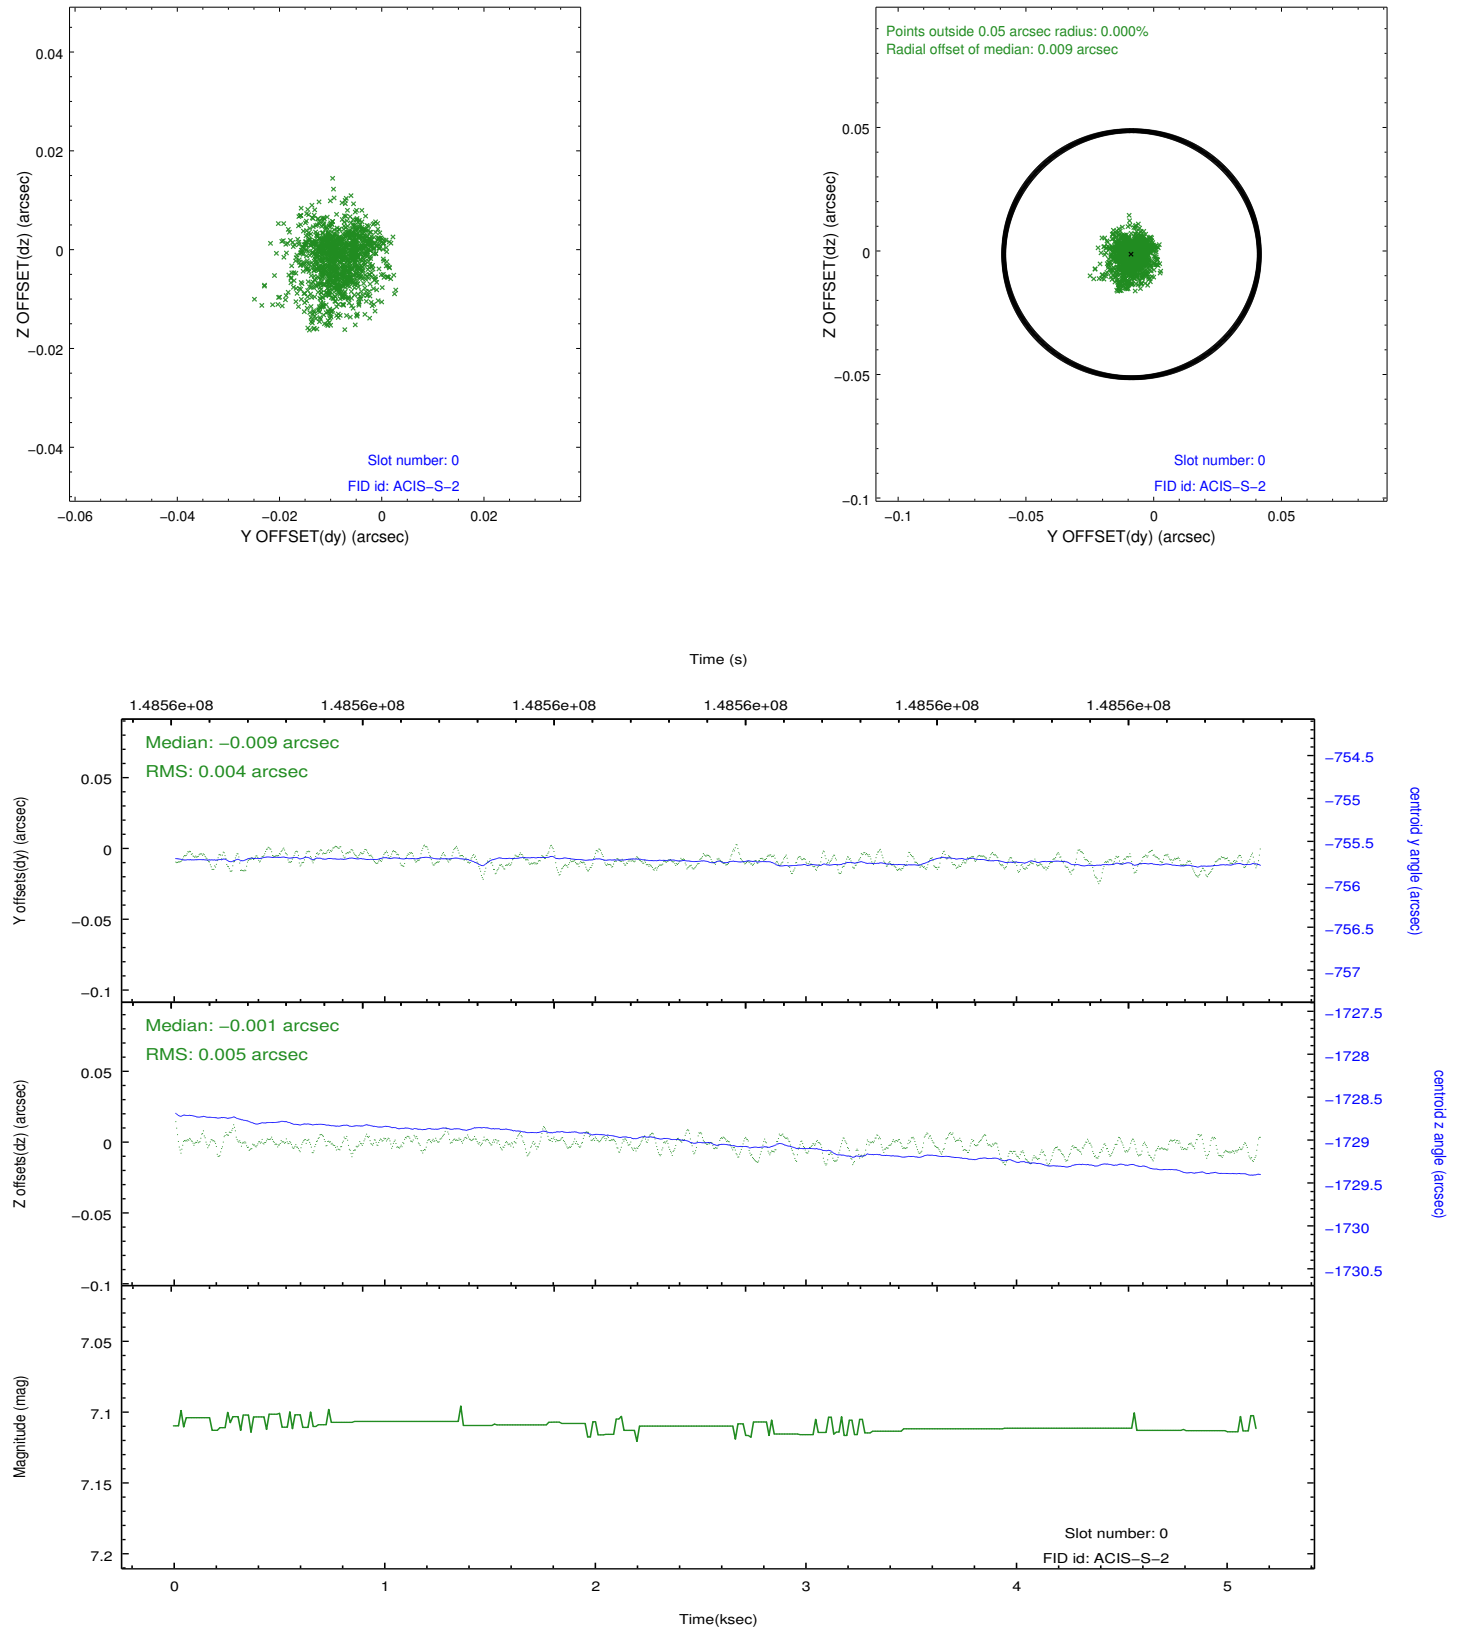 0.04
0.02
0
−0.02
−0.04
Z OFFSET(dz) (arcsec)
Slot number: 0
FID id: ACIS−S−2
−0.06 −0.04 −0.02 0 0.02
Y OFFSET(dy) (arcsec)
Points outside 0.05 arcsec radius: 0.000%
Radial offset of median: 0.009 arcsec
0.05
0
−0.05
−0.1
Z OFFSET(dz) (arcsec)
Slot number: 0
FID id: ACIS−S−2
−0.1 −0.05 0 0.05
Y OFFSET(dy) (arcsec)
Time (s)
1.4856e+08 1.4856e+08 1.4856e+08 1.4856e+08 1.4856e+08 1.4856e+08
Median: −0.009 arcsec
RMS: 0.004 arcsec
0.05
0
−0.05
−0.1
Y offsets(dy) (arcsec)
−754.5
−755
−755.5
−756
−756.5
−757
centroid y angle (arcsec)
Median: −0.001 arcsec
RMS: 0.005 arcsec
0.05
0
−0.05
−0.1
Z offsets(dz) (arcsec)
−1727.5
−1728
−1728.5
−1729
−1729.5
−1730
−1730.5
centroid z angle (arcsec)
7.05
7.1
7.15
7.2
Magnitude (mag)
Slot number: 0
FID id: ACIS−S−2
0 1 2 3 4 5
Time(ksec)